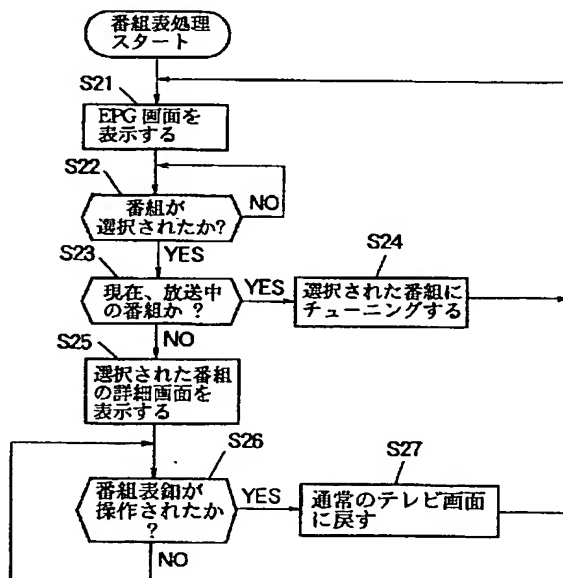 番組表処理
スタート
S21
EPG画面を
表示する
S22
番組が
選択されたか?
NO
YES
S23
現在、放送中
の番組か ?
YES
S24
選択された番組に
チューニングする
NO
S25
選択された番組
の詳細画面を
表示する
S26
番組表釦が
操作されたか
?
YES
S27
通常のテレビ画面
に戻す
NO